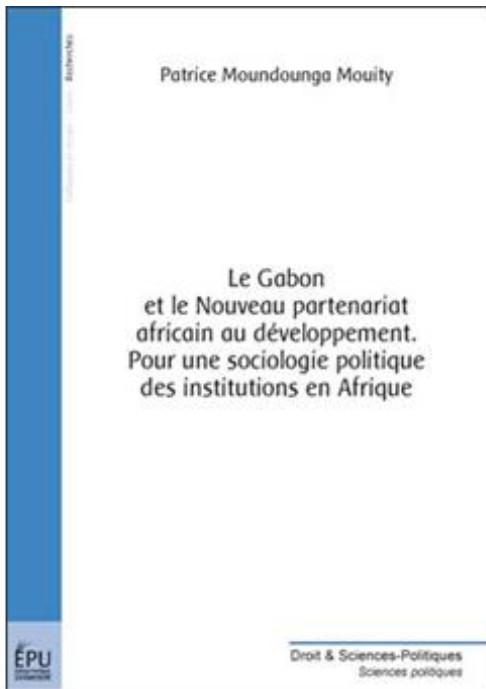 Recherches
Patrice Moundounga Mouity
Le Gabon
et le Nouveau partenariat
africain au développement.
Pour une sociologie politique
des institutions en Afrique
ÉPU
Droit & Sciences-Politiques
Sciences politiques